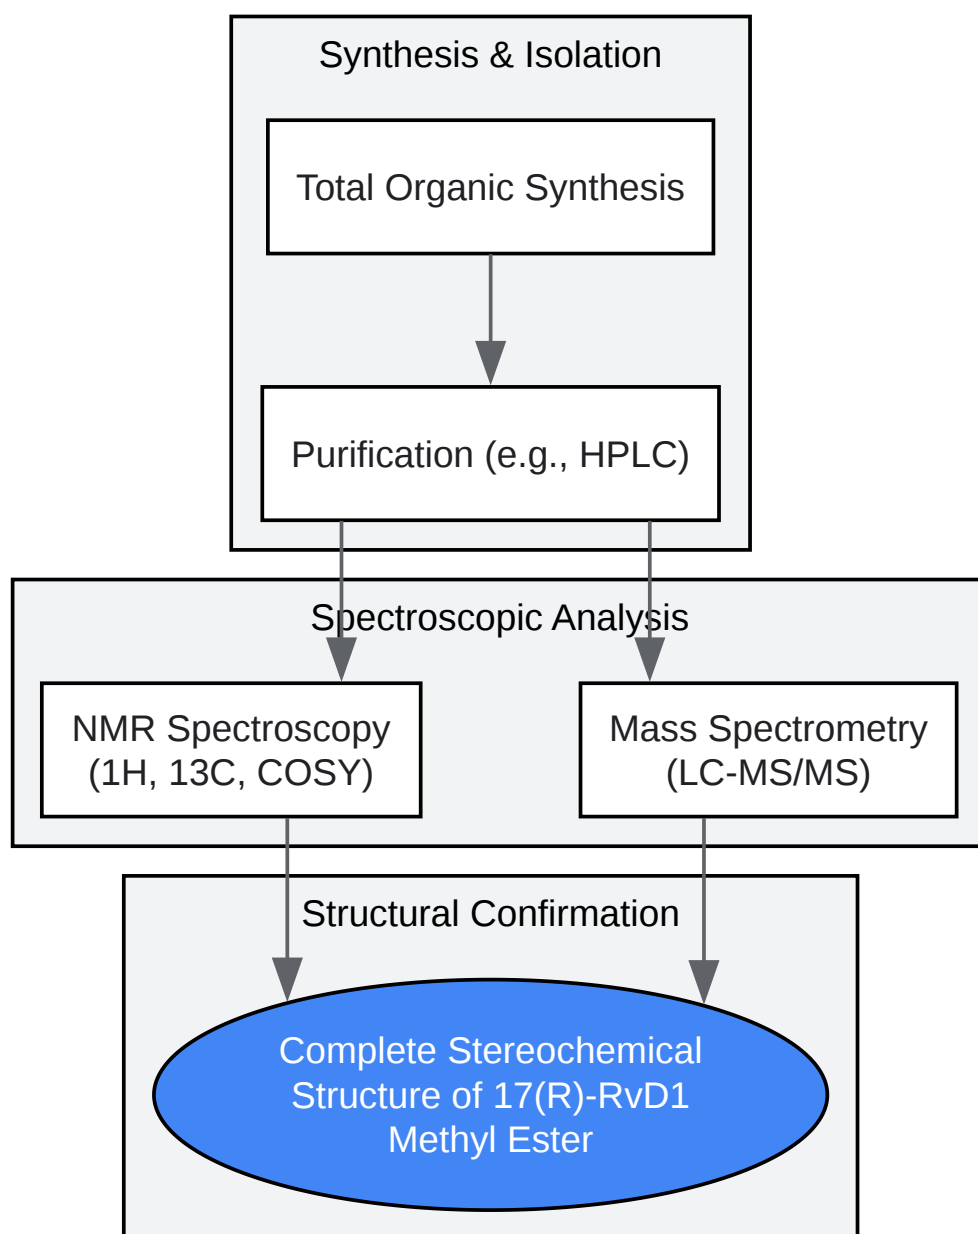 Synthesis & Isolation
Total Organic Synthesis
Purification (e.g., HPLC)
Spectroscopic Analysis
NMR Spectroscopy
(1H, 13C, COSY)
Mass Spectrometry
(LC-MS/MS)
Structural Confirmation
Complete Stereochemical
Structure of 17(R)-RvD1
Methyl Ester